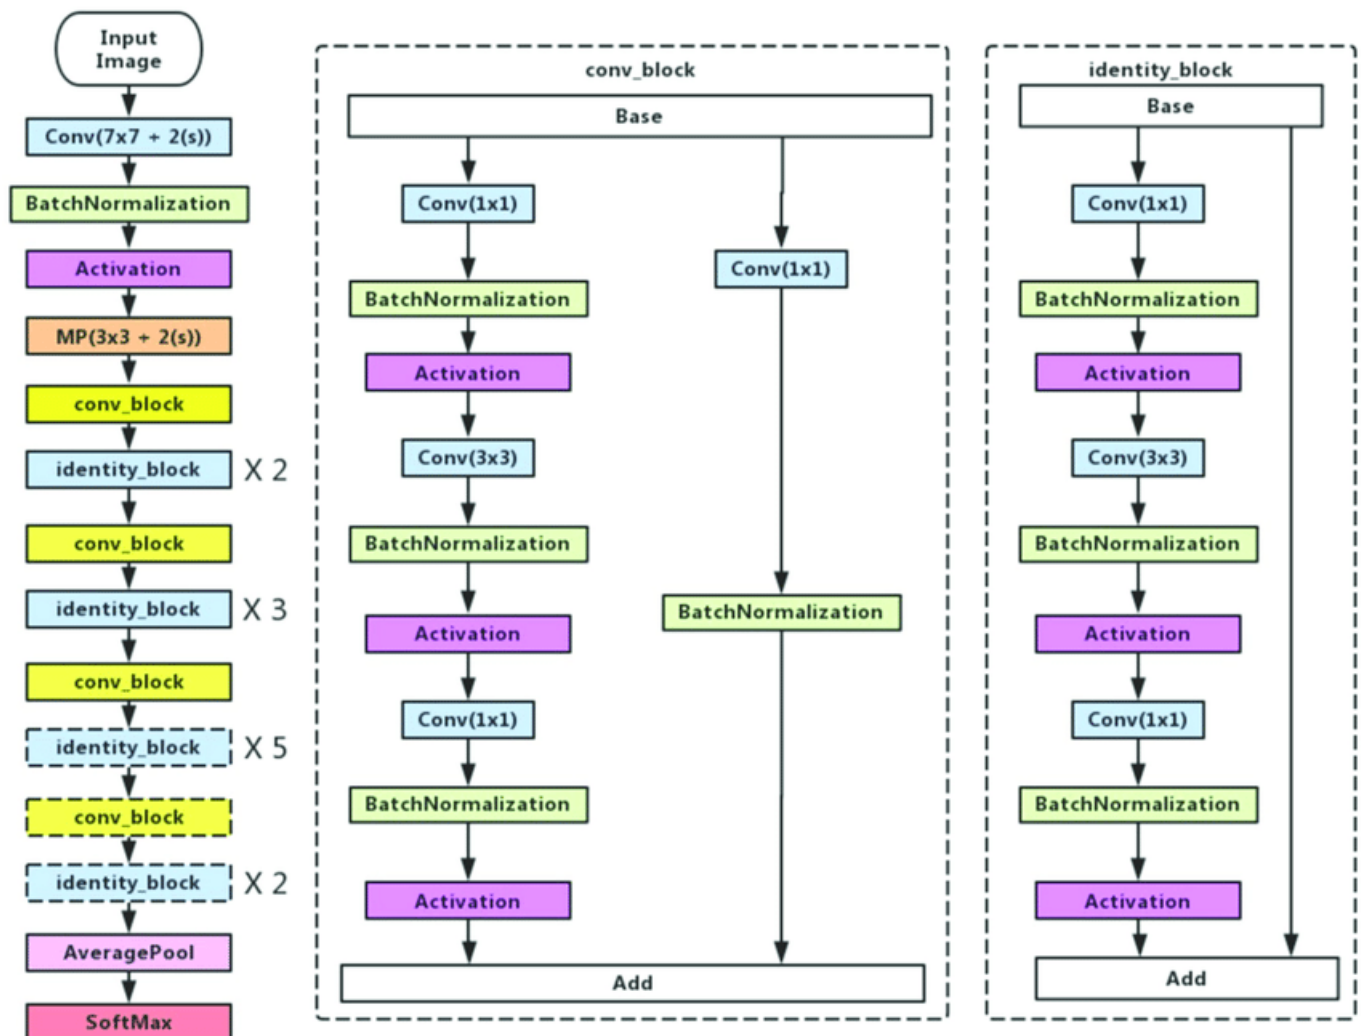 Input
Image
Conv(7x7 + 2(s))
BatchNormalization
Activation
MP(3x3 + 2(s))
conv_block
identity_block X 2
conv_block
identity_block X 3
conv_block
identity_block X 5
conv_block
identity_block X 2
AveragePool
SoftMax
conv_block
Base
Conv(1x1)
BatchNormalization
Activation
Conv(3x3)
BatchNormalization
Activation
Conv(1x1)
BatchNormalization
Activation
Conv(1x1)
BatchNormalization
Add
identity_block
Base
Conv(1x1)
BatchNormalization
Activation
Conv(3x3)
BatchNormalization
Activation
Conv(1x1)
BatchNormalization
Activation
Add